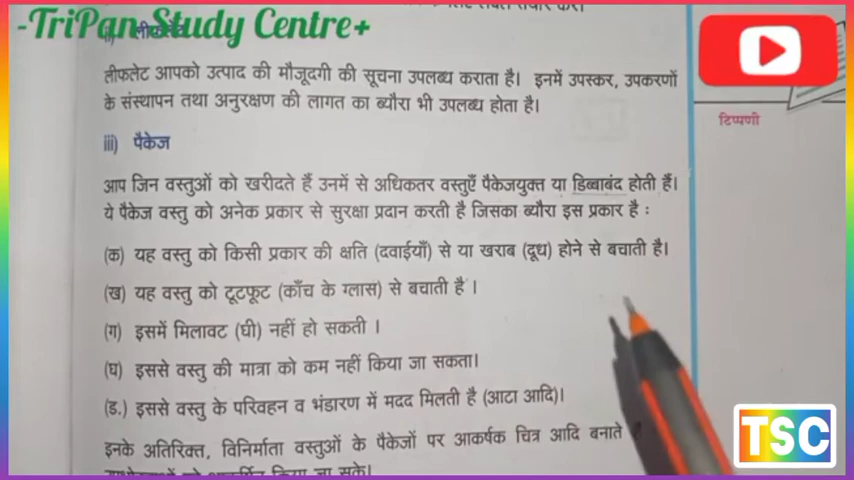 -TriPan Study Centre+
ii) लीफलेट
लीफलेट आपको उत्पाद की मौजूदगी की सूचना उपलब्ध कराता है। इनमें उपस्कर, उपकरणों
के संस्थापन तथा अनुरक्षण की लागत का ब्यौरा भी उपलब्ध होता है।
टिप्पणी
iii) पैकेज
आप जिन वस्तुओं को खरीदते हैं उनमें से अधिकतर वस्तुएँ पैकेजयुक्त या डिब्बाबंद होती हैं।
ये पैकेज वस्तु को अनेक प्रकार से सुरक्षा प्रदान करती है जिसका ब्यौरा इस प्रकार है :
(क) यह वस्तु को किसी प्रकार की क्षति (दवाईयाँ) से या खराब (दूध) होने से बचाती है।
(ख) यह वस्तु को टूटफूट (काँच के ग्लास) से बचाती है ।
(ग) इसमें मिलावट (घी) नहीं हो सकती ।
(घ) इससे वस्तु की मात्रा को कम नहीं किया जा सकता।
(ड.) इससे वस्तु के परिवहन व भंडारण में मदद मिलती है (आटा आदि)।
इनके अतिरिक्त, विनिर्माता वस्तुओं के पैकेजों पर आकर्षक चित्र आदि बनाते
किया जा सके।
TSC